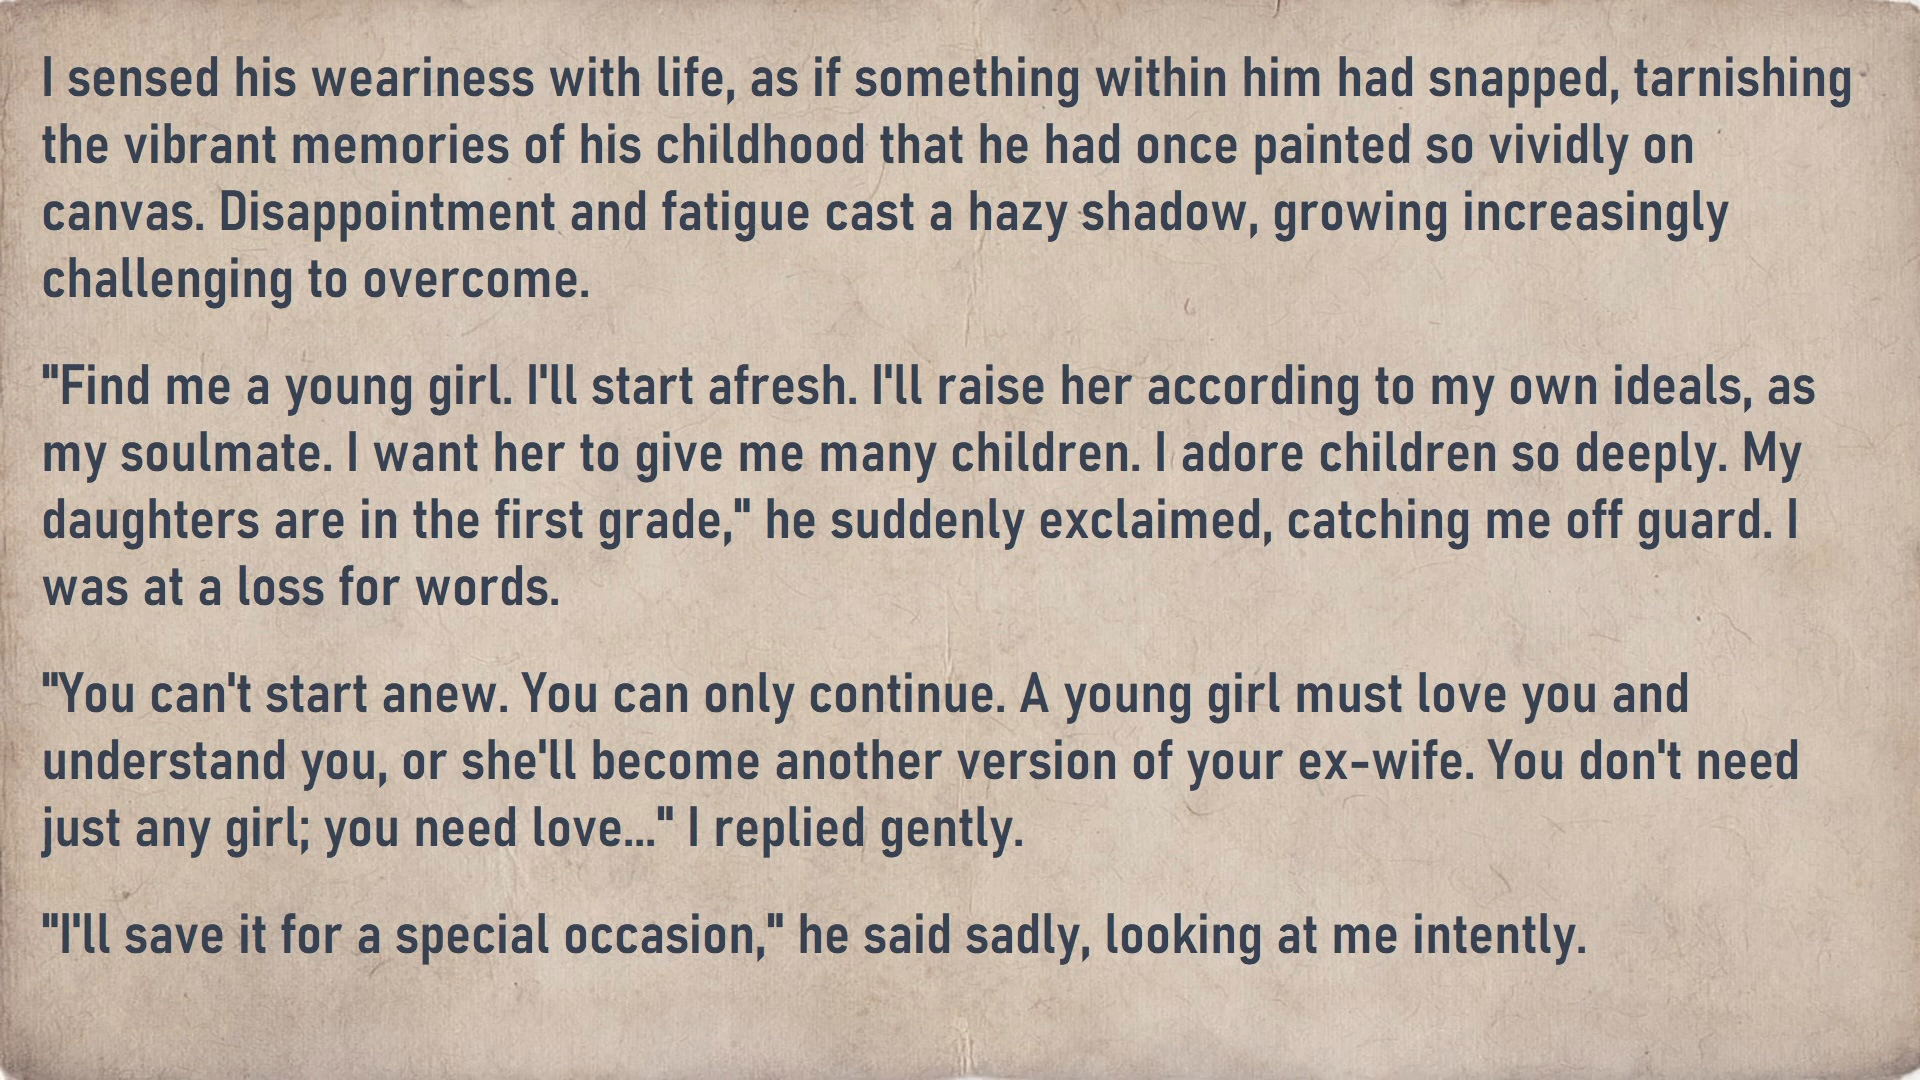 I sensed his weariness with life, as if something within him had snapped, tarnishing
the vibrant memories of his childhood that he had once painted so vividly on
canvas. Disappointment and fatigue cast a hazy shadow, growing increasingly
challenging to overcome.
"Find me a young girl. I'll start afresh. I'll raise her according to my own ideals, as
my soulmate. I want her to give me many children. I adore children so deeply. My
daughters are in the first grade," he suddenly exclaimed, catching me off guard. I
was at a loss for words.
"You can't start anew. You can only continue. A young girl must love you and
understand you, or she'll become another version of your ex-wife. You don't need
just any girl; you need love..." I replied gently.
"I'll save it for a special occasion," he said sadly, looking at me intently.